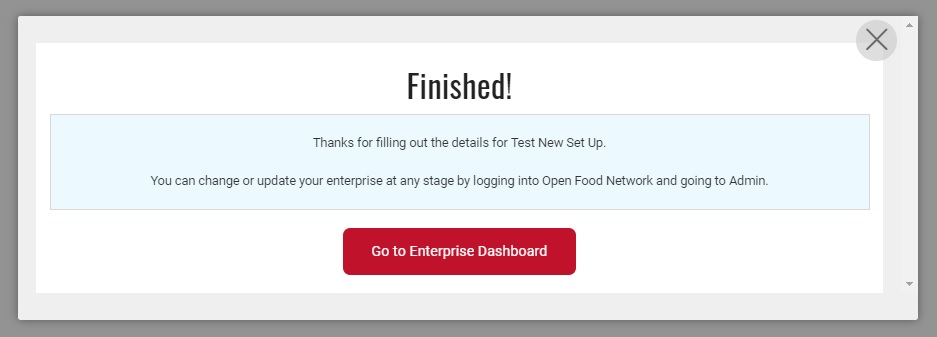 Finished!
Thanks for filling out the details for Test New Set Up.
You can change or update your enterprise at any stage by logging into Open Food Network and going to Admin.
Go to Enterprise Dashboard